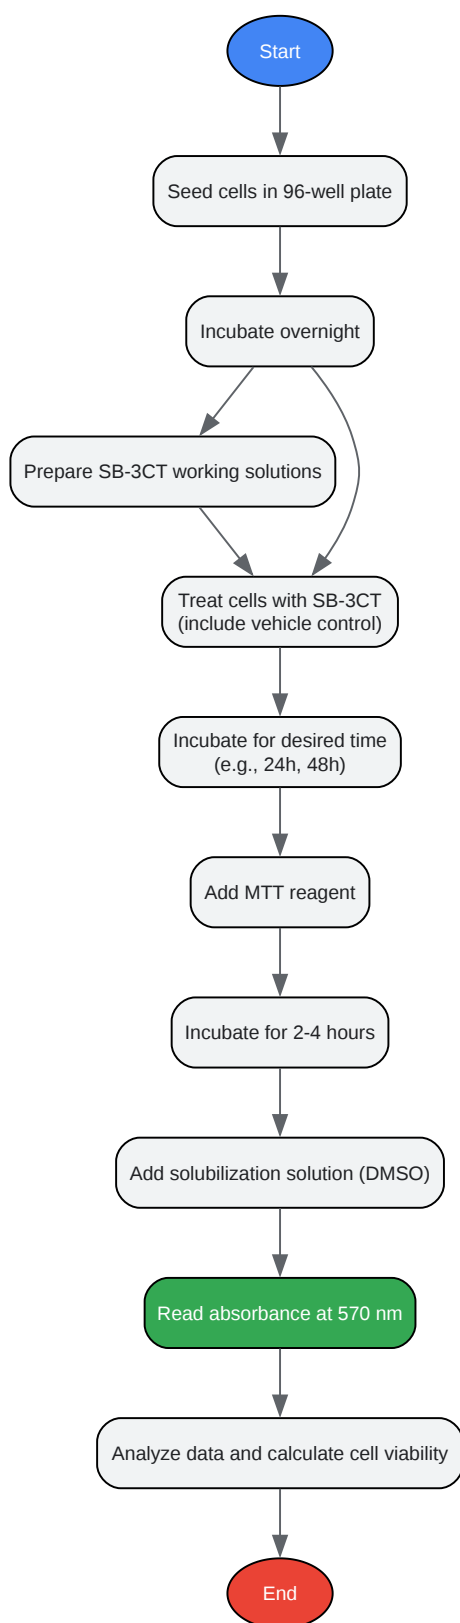 Start
Seed cells in 96-well plate
Incubate overnight
Prepare SB-3CT working solutions
Treat cells with SB-3CT
(include vehicle control)
Incubate for desired time
(e.g., 24h, 48h)
Add MTT reagent
Incubate for 2-4 hours
Add solubilization solution (DMSO)
Read absorbance at 570 nm
Analyze data and calculate cell viability
End